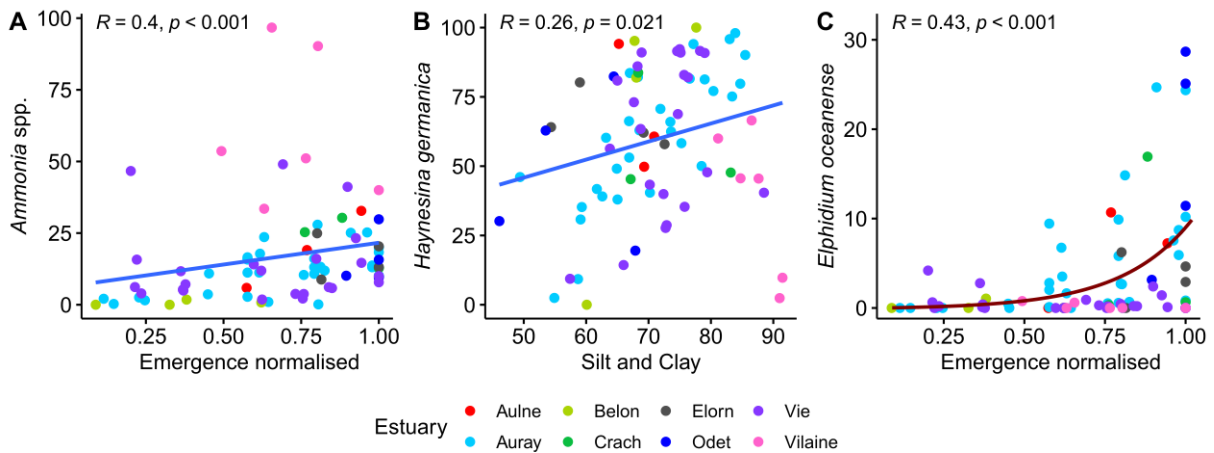 A
R = 0.4, p < 0.001
Ammonia spp.
100
75
50
25
0
0.25
0.50
0.75
1.00
Emergence normalised
B
R = 0.26, p = 0.021
Haynesina germanica
100
75
50
25
0
50
60
70
80
90
Silt and Clay
C
R = 0.43, p < 0.001
Elphidium oceanense
30
20
10
0
0.25
0.50
0.75
1.00
Emergence normalised
Estuary
Aulne
Belon
Elorn
Vie
Auray
Crach
Odet
Vilaine